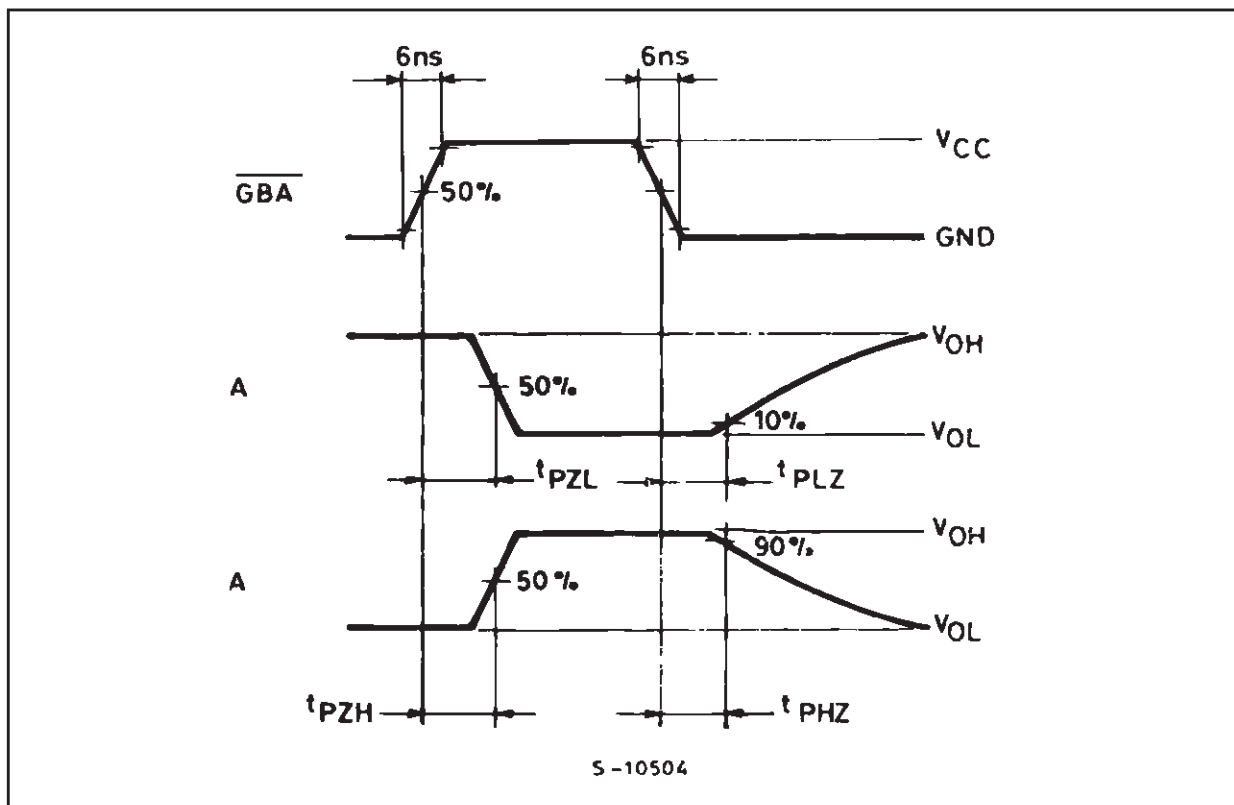 6ns 6ns
VCC
GBA 50%
GND
VOH
A 50%
10%
VOL
tPZL tPLZ
VOH
90%
A 50%
VOL
tPZH tPHZ
S-10504